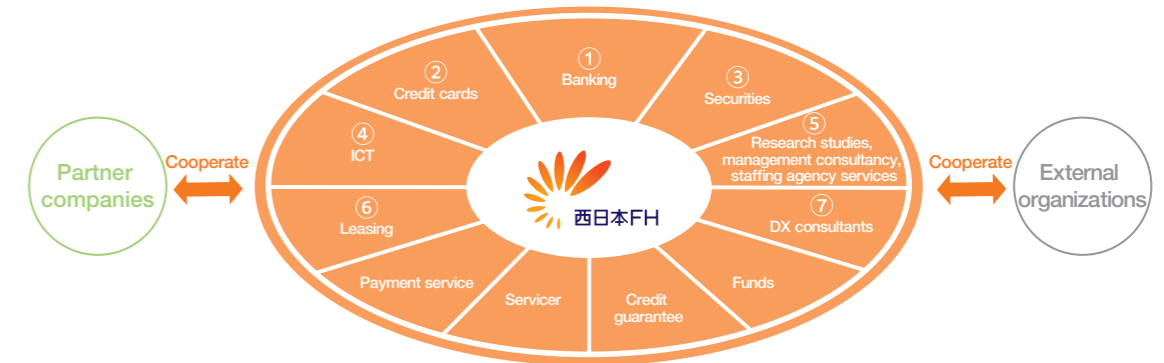 ①
Banking
②
Credit cards
③
Securities
④
ICT
⑤
Research studies,
management consultancy,
staffing agency services
Partner
companies
Cooperate
Cooperate
External
organizations
西日本FH
⑥
Leasing
⑦
DX consultants
Payment service
Servicer
Credit
guarantee
Funds